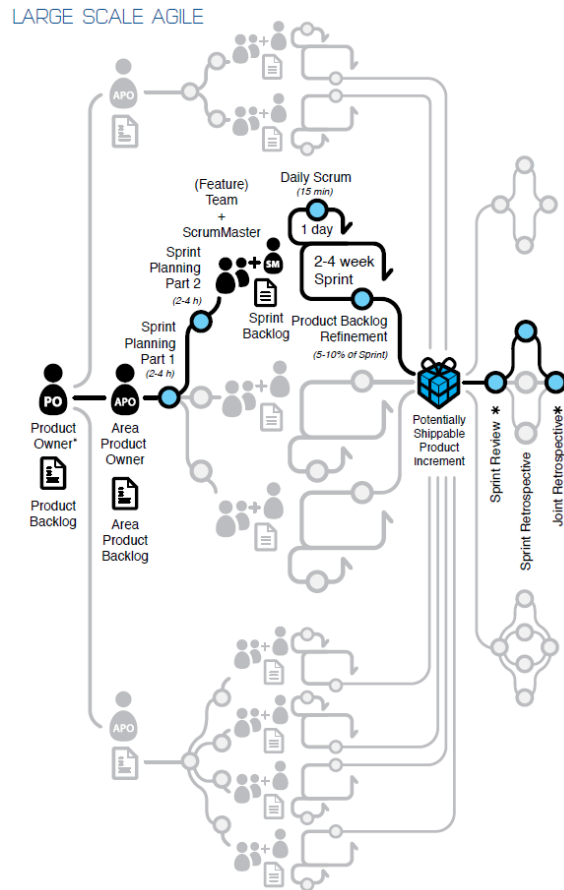 LARGE SCALE AGILE
APO
(Feature)
Team
+
ScrumMaster
Daily Scrum
(15 min)
1 day
Sprint
Planning
Part 2
(2-4 h)
SM
2-4 week
Sprint
Sprint
Backlog
Product Backlog
Refinement
(5-10% of Sprint)
Sprint
Planning
Part 1
(2-4 h)
PO
APO
Product
Owner*
Area
Product
Owner
Product
Backlog
Area
Product
Backlog
Potentially
Shippable
Product
Increment
Sprint Review *
Sprint Retrospective
Joint Retrospective*
APO